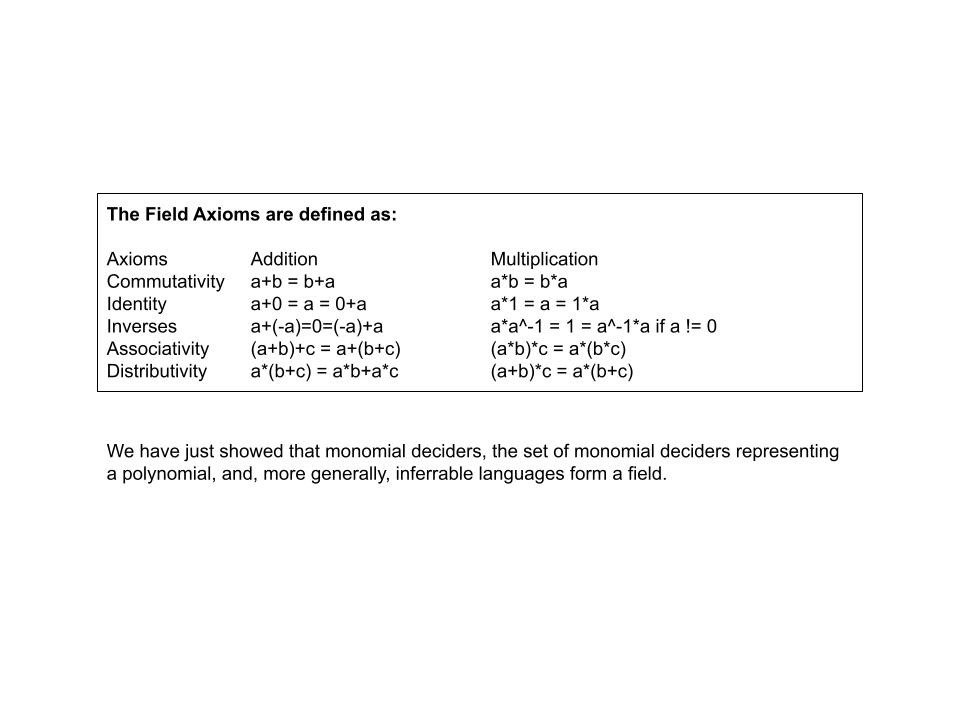 The Field Axioms are defined as:
Axioms Addition Multiplication
Commutativity a+b = b+a a*b = b*a
Identity a+0 = a = 0+a a*1 = a = 1*a
Inverses a+(-a)=0=(-a)+a a*a^-1 = 1 = a^-1*a if a != 0
Associativity (a+b)+c = a+(b+c) (a*b)*c = a*(b*c)
Distributivity a*(b+c) = a*b+a*c (a+b)*c = a*(b+c)
We have just showed that monomial deciders, the set of monomial deciders representing
a polynomial, and, more generally, inferrable languages form a field.